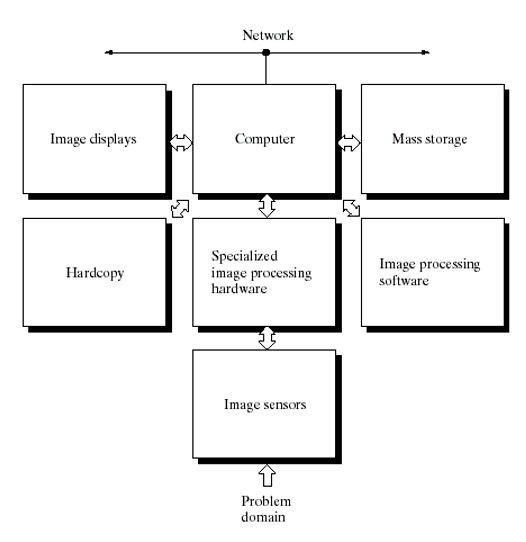 Network
Image displays
Computer
Mass storage
Hardcopy
Specialized
image processing
hardware
Image processing
software
Image sensors
Problem
domain